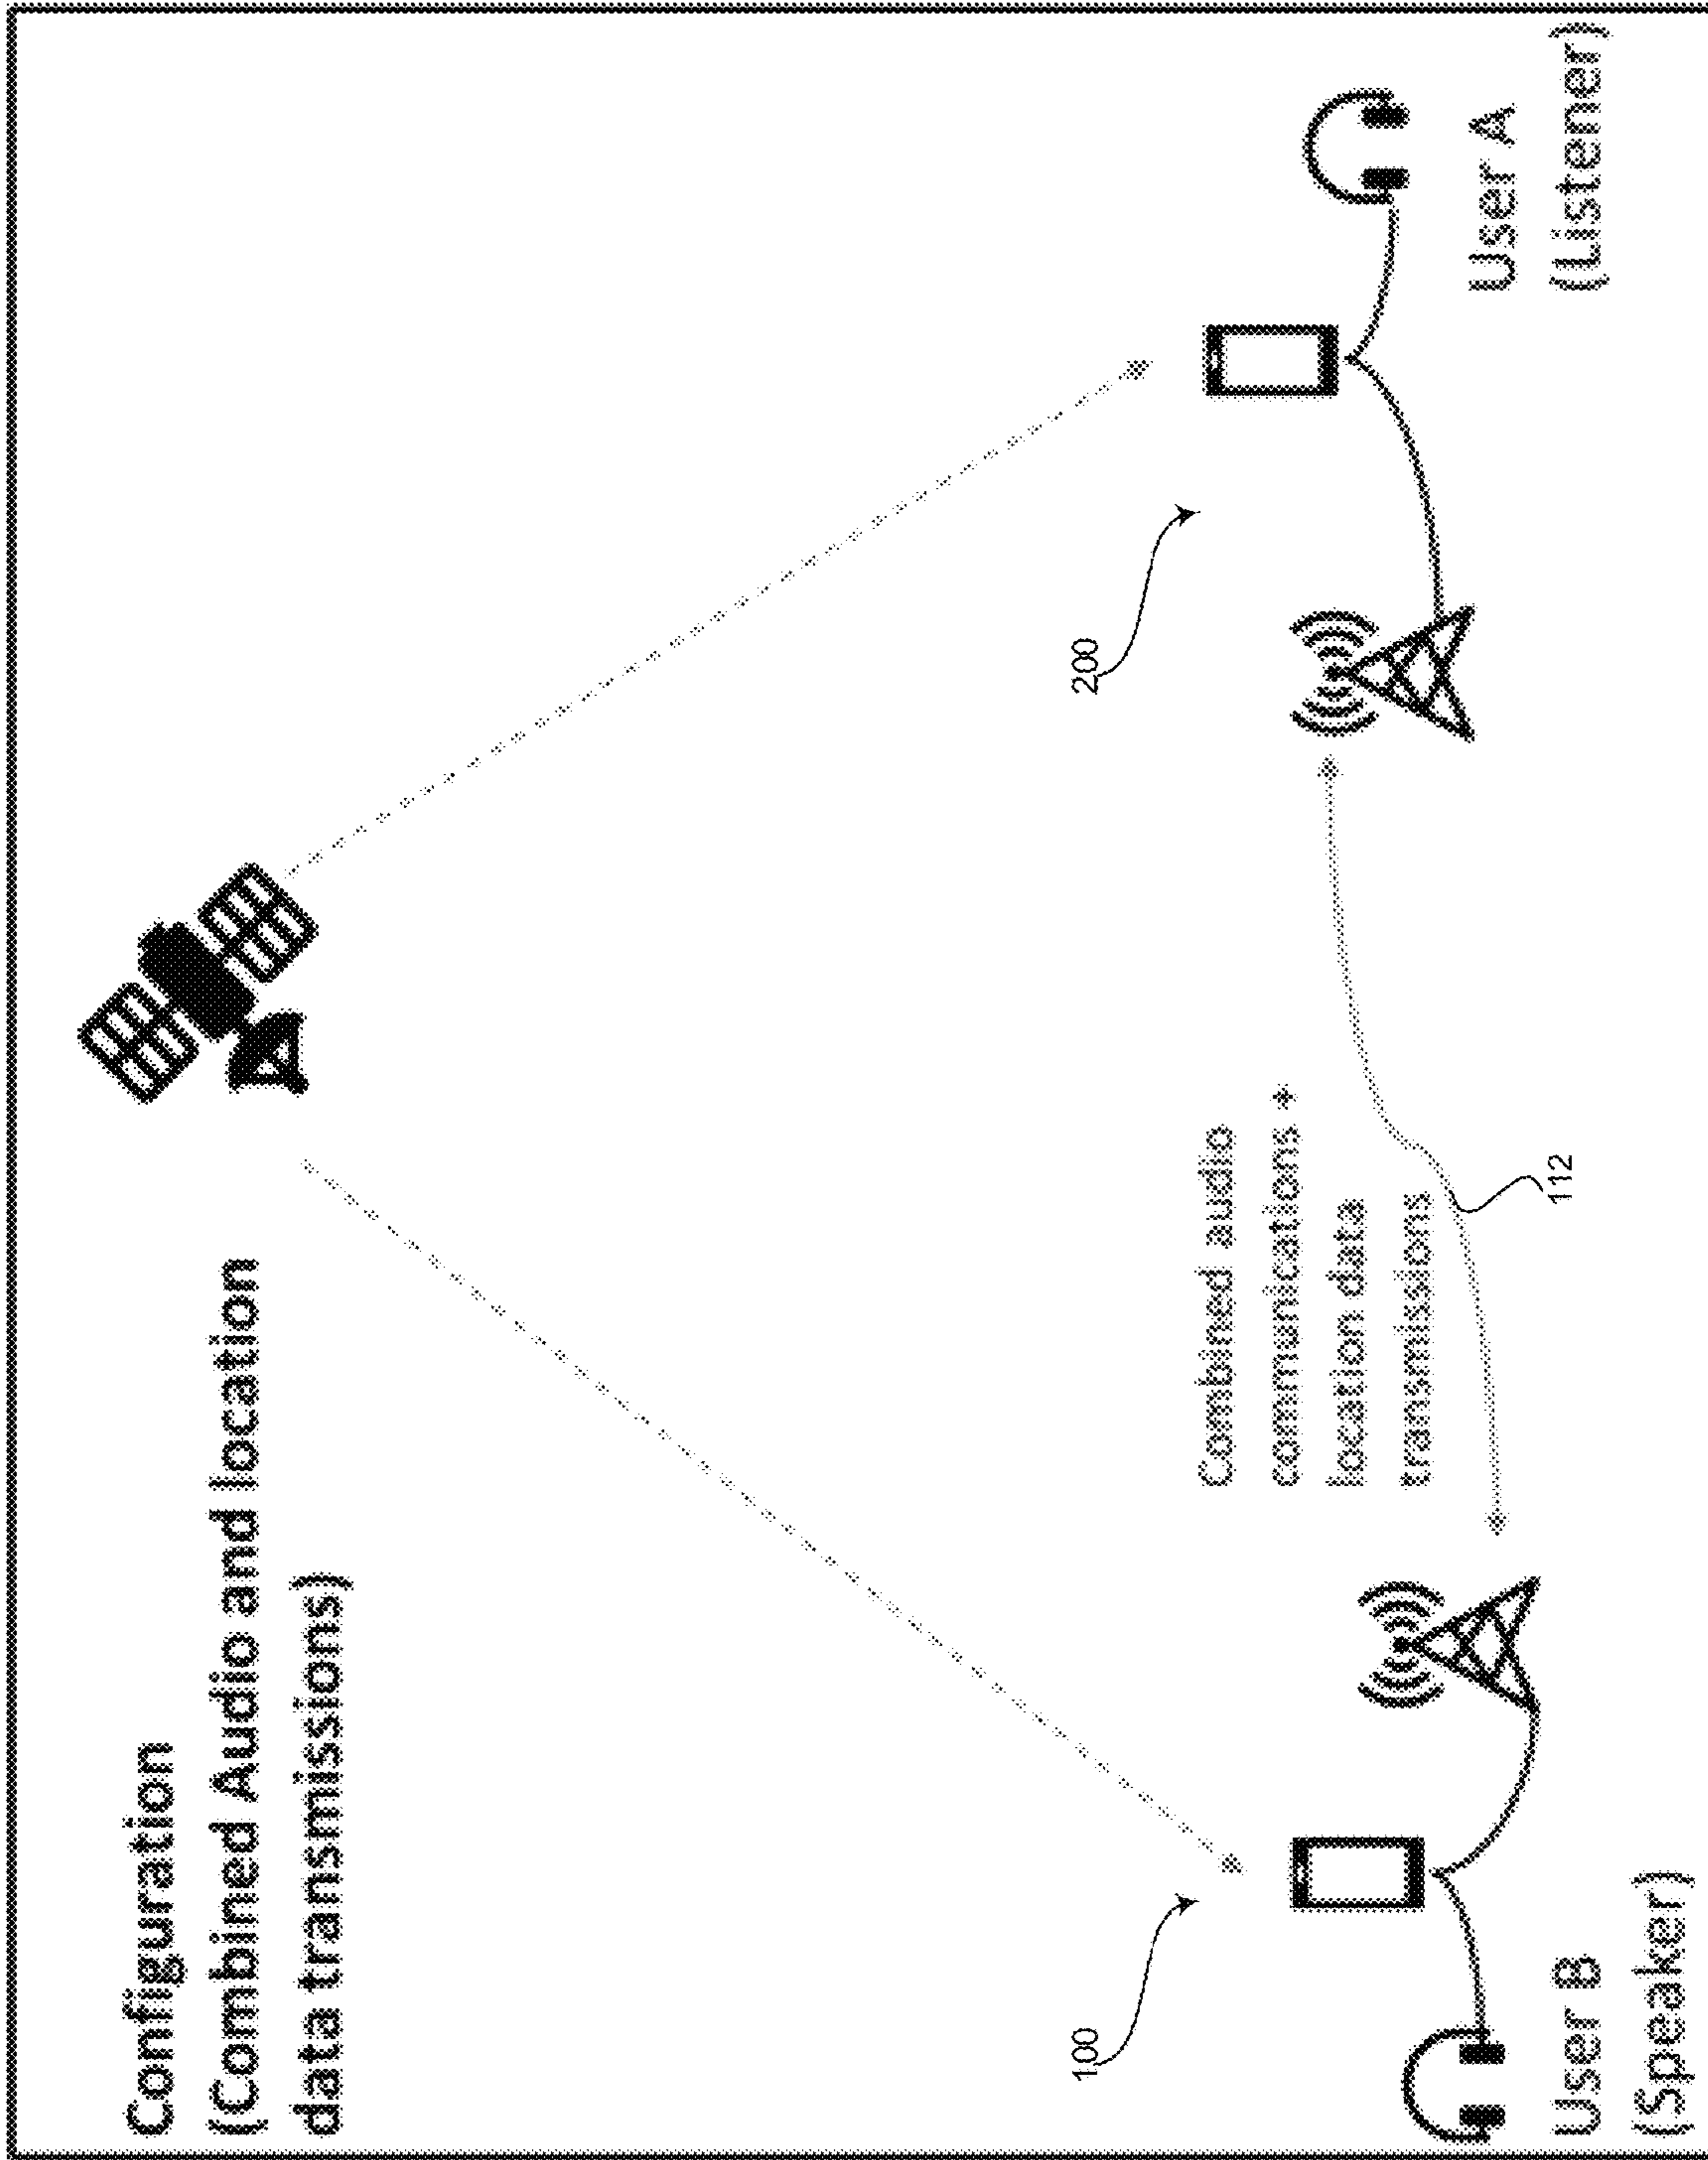 Configuration
(Combined Audio and location
data transmissions)
100
200
Combined audio
communications +
location data
transmissions
112
User B
(Speaker)
User A
(Listener)